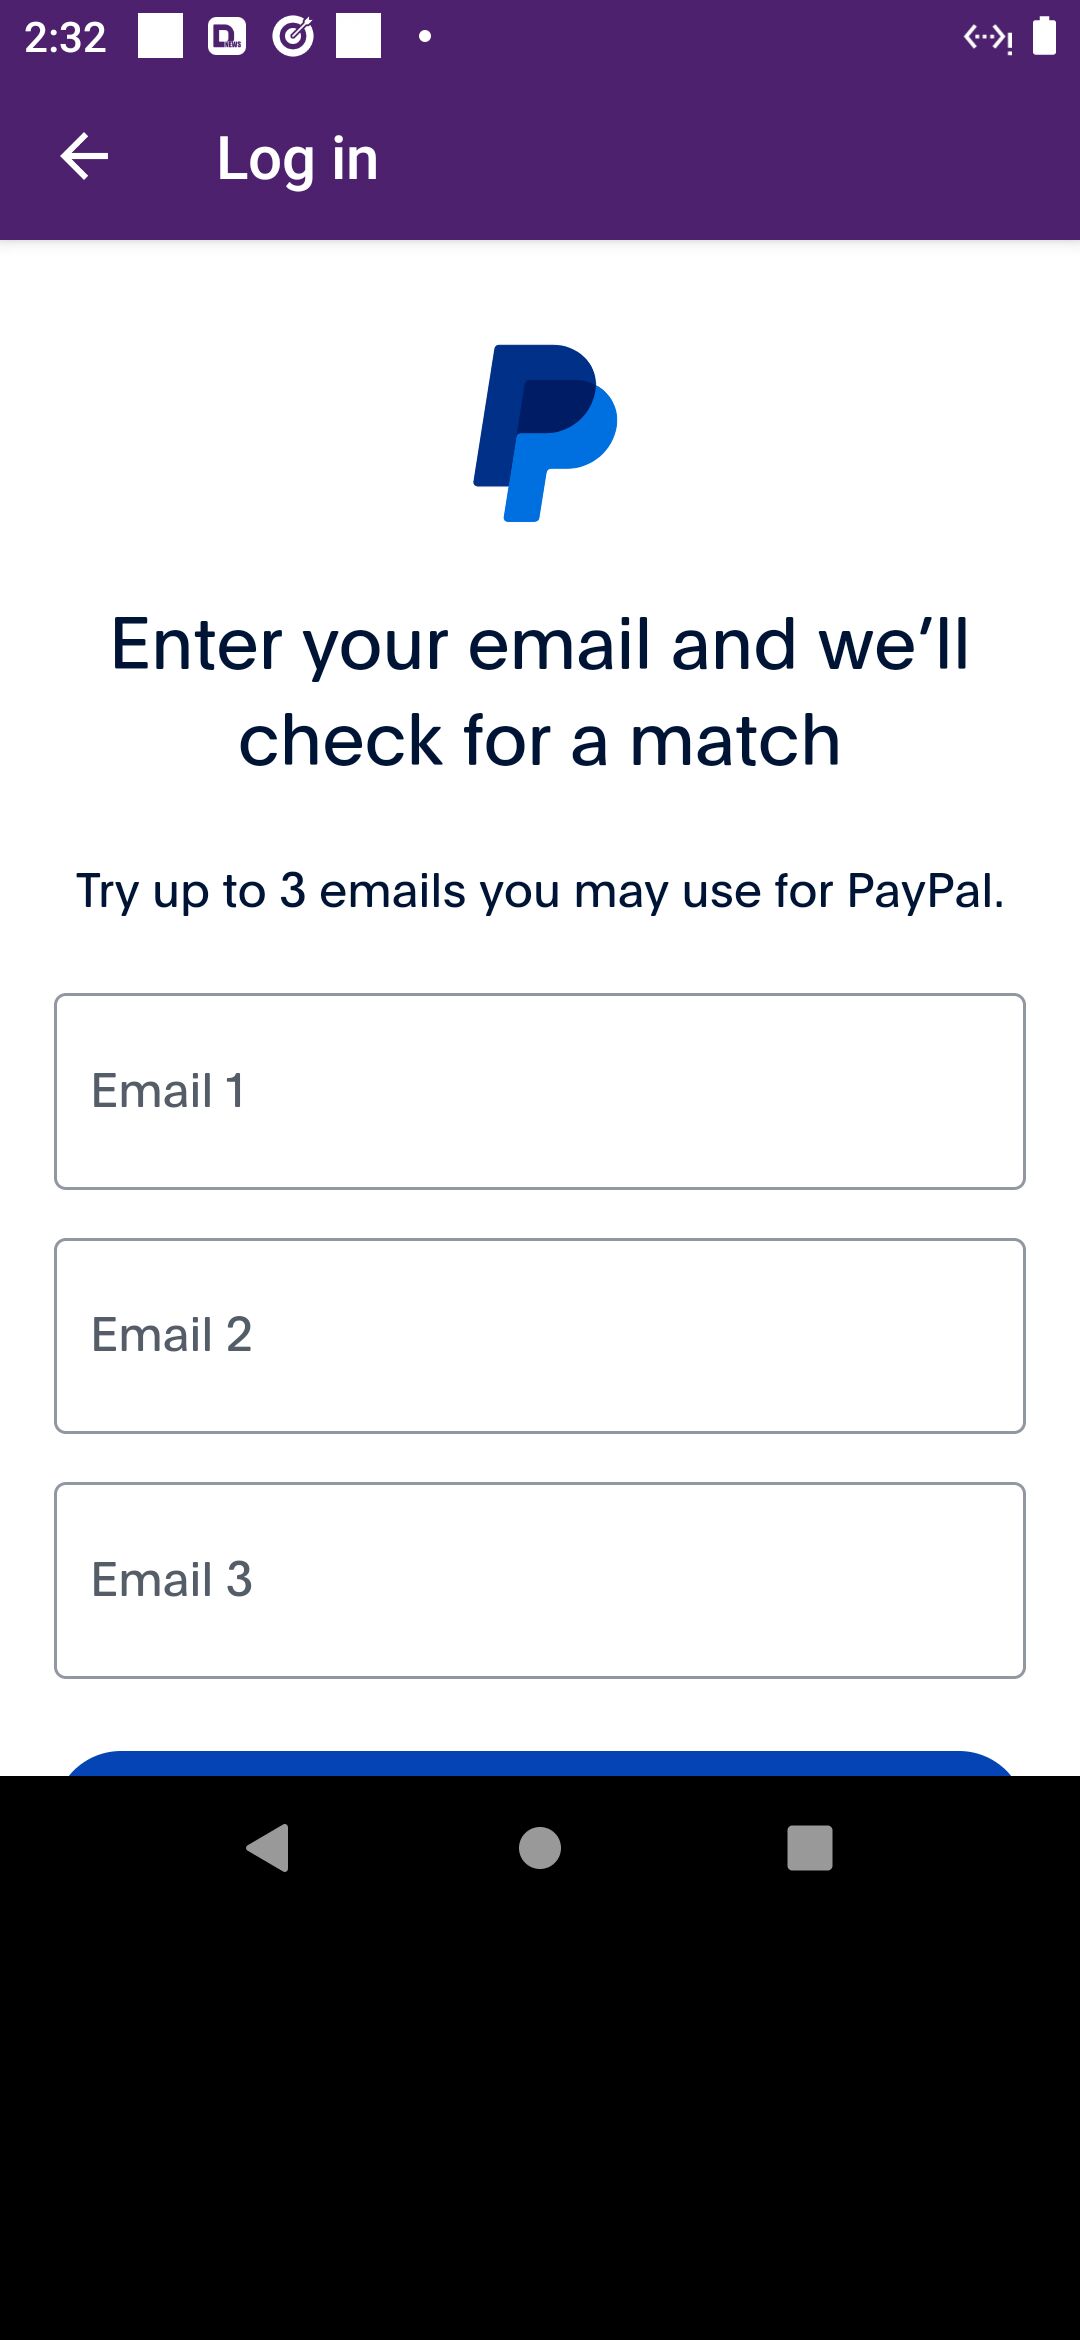 2:32
NEWS
Log in
Enter your email and we’ll
check for a match
Try up to 3 emails you may use for PayPal.
Email 1
Email 2
Email 3